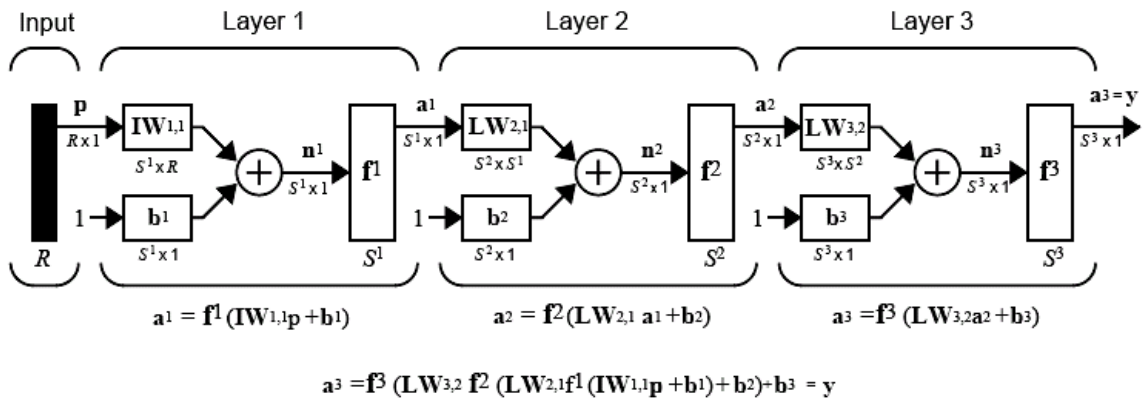 Input Layer 1 Layer 2 Layer 3
p a¹ a² a³ = y
IW1,1 LW2,1 LW3,2
R x 1 S¹ x 1 S² x 1 S³ x 1
n¹ n² n³
S¹ x R S² x S¹ S³ x S²
f¹ f² f³
S¹ x 1 S² x 1 S³ x 1
1 b¹ 1 b² 1 b³
R S¹ x 1 S¹ S² x 1 S² S³ x 1 S³
a1 = f1 (IW1,1p +b1) a2 = f2 (LW2,1 a1 +b2) a3 =f3 (LW3,2a2 +b3)
a3 =f3 (LW3,2 f2 (LW2,1f1 (IW1,1p +b1) + b2)+b3 = y